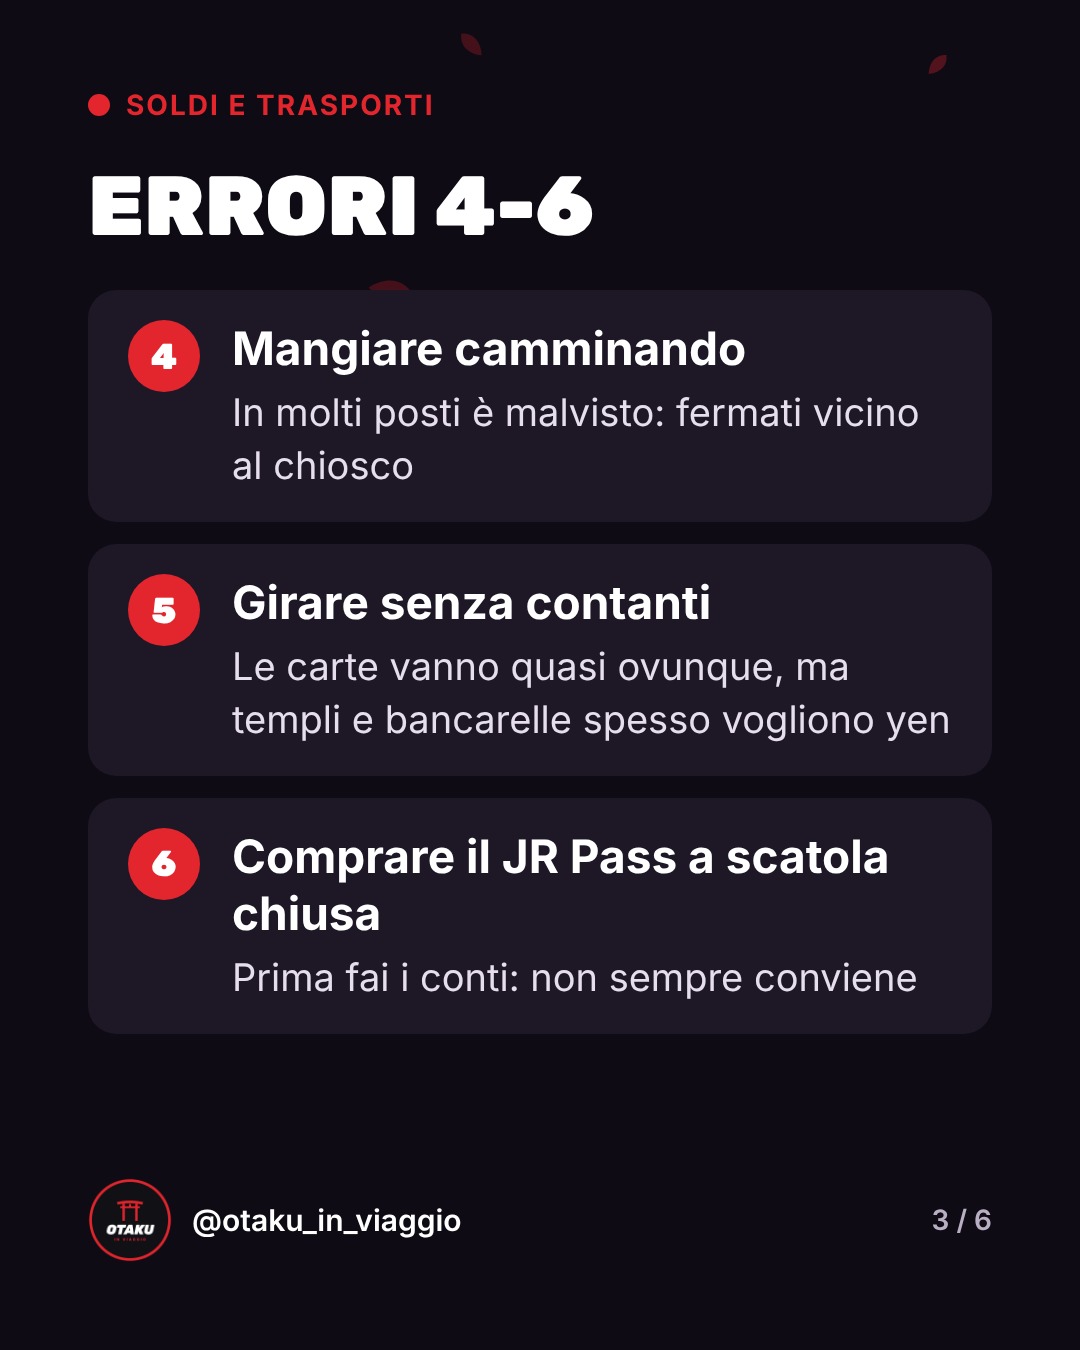 SOLDI E TRASPORTI
ERRORI 4-6
4
Mangiare camminando
In molti posti è malvisto: fermati vicino
al chiosco
5
Girare senza contanti
Le carte vanno quasi ovunque, ma
templi e bancarelle spesso vogliono yen
6
Comprare il JR Pass a scatola
chiusa
Prima fai i conti: non sempre conviene
OTAKU
IN VIAGGIO
@otaku_in_viaggio
3 / 6